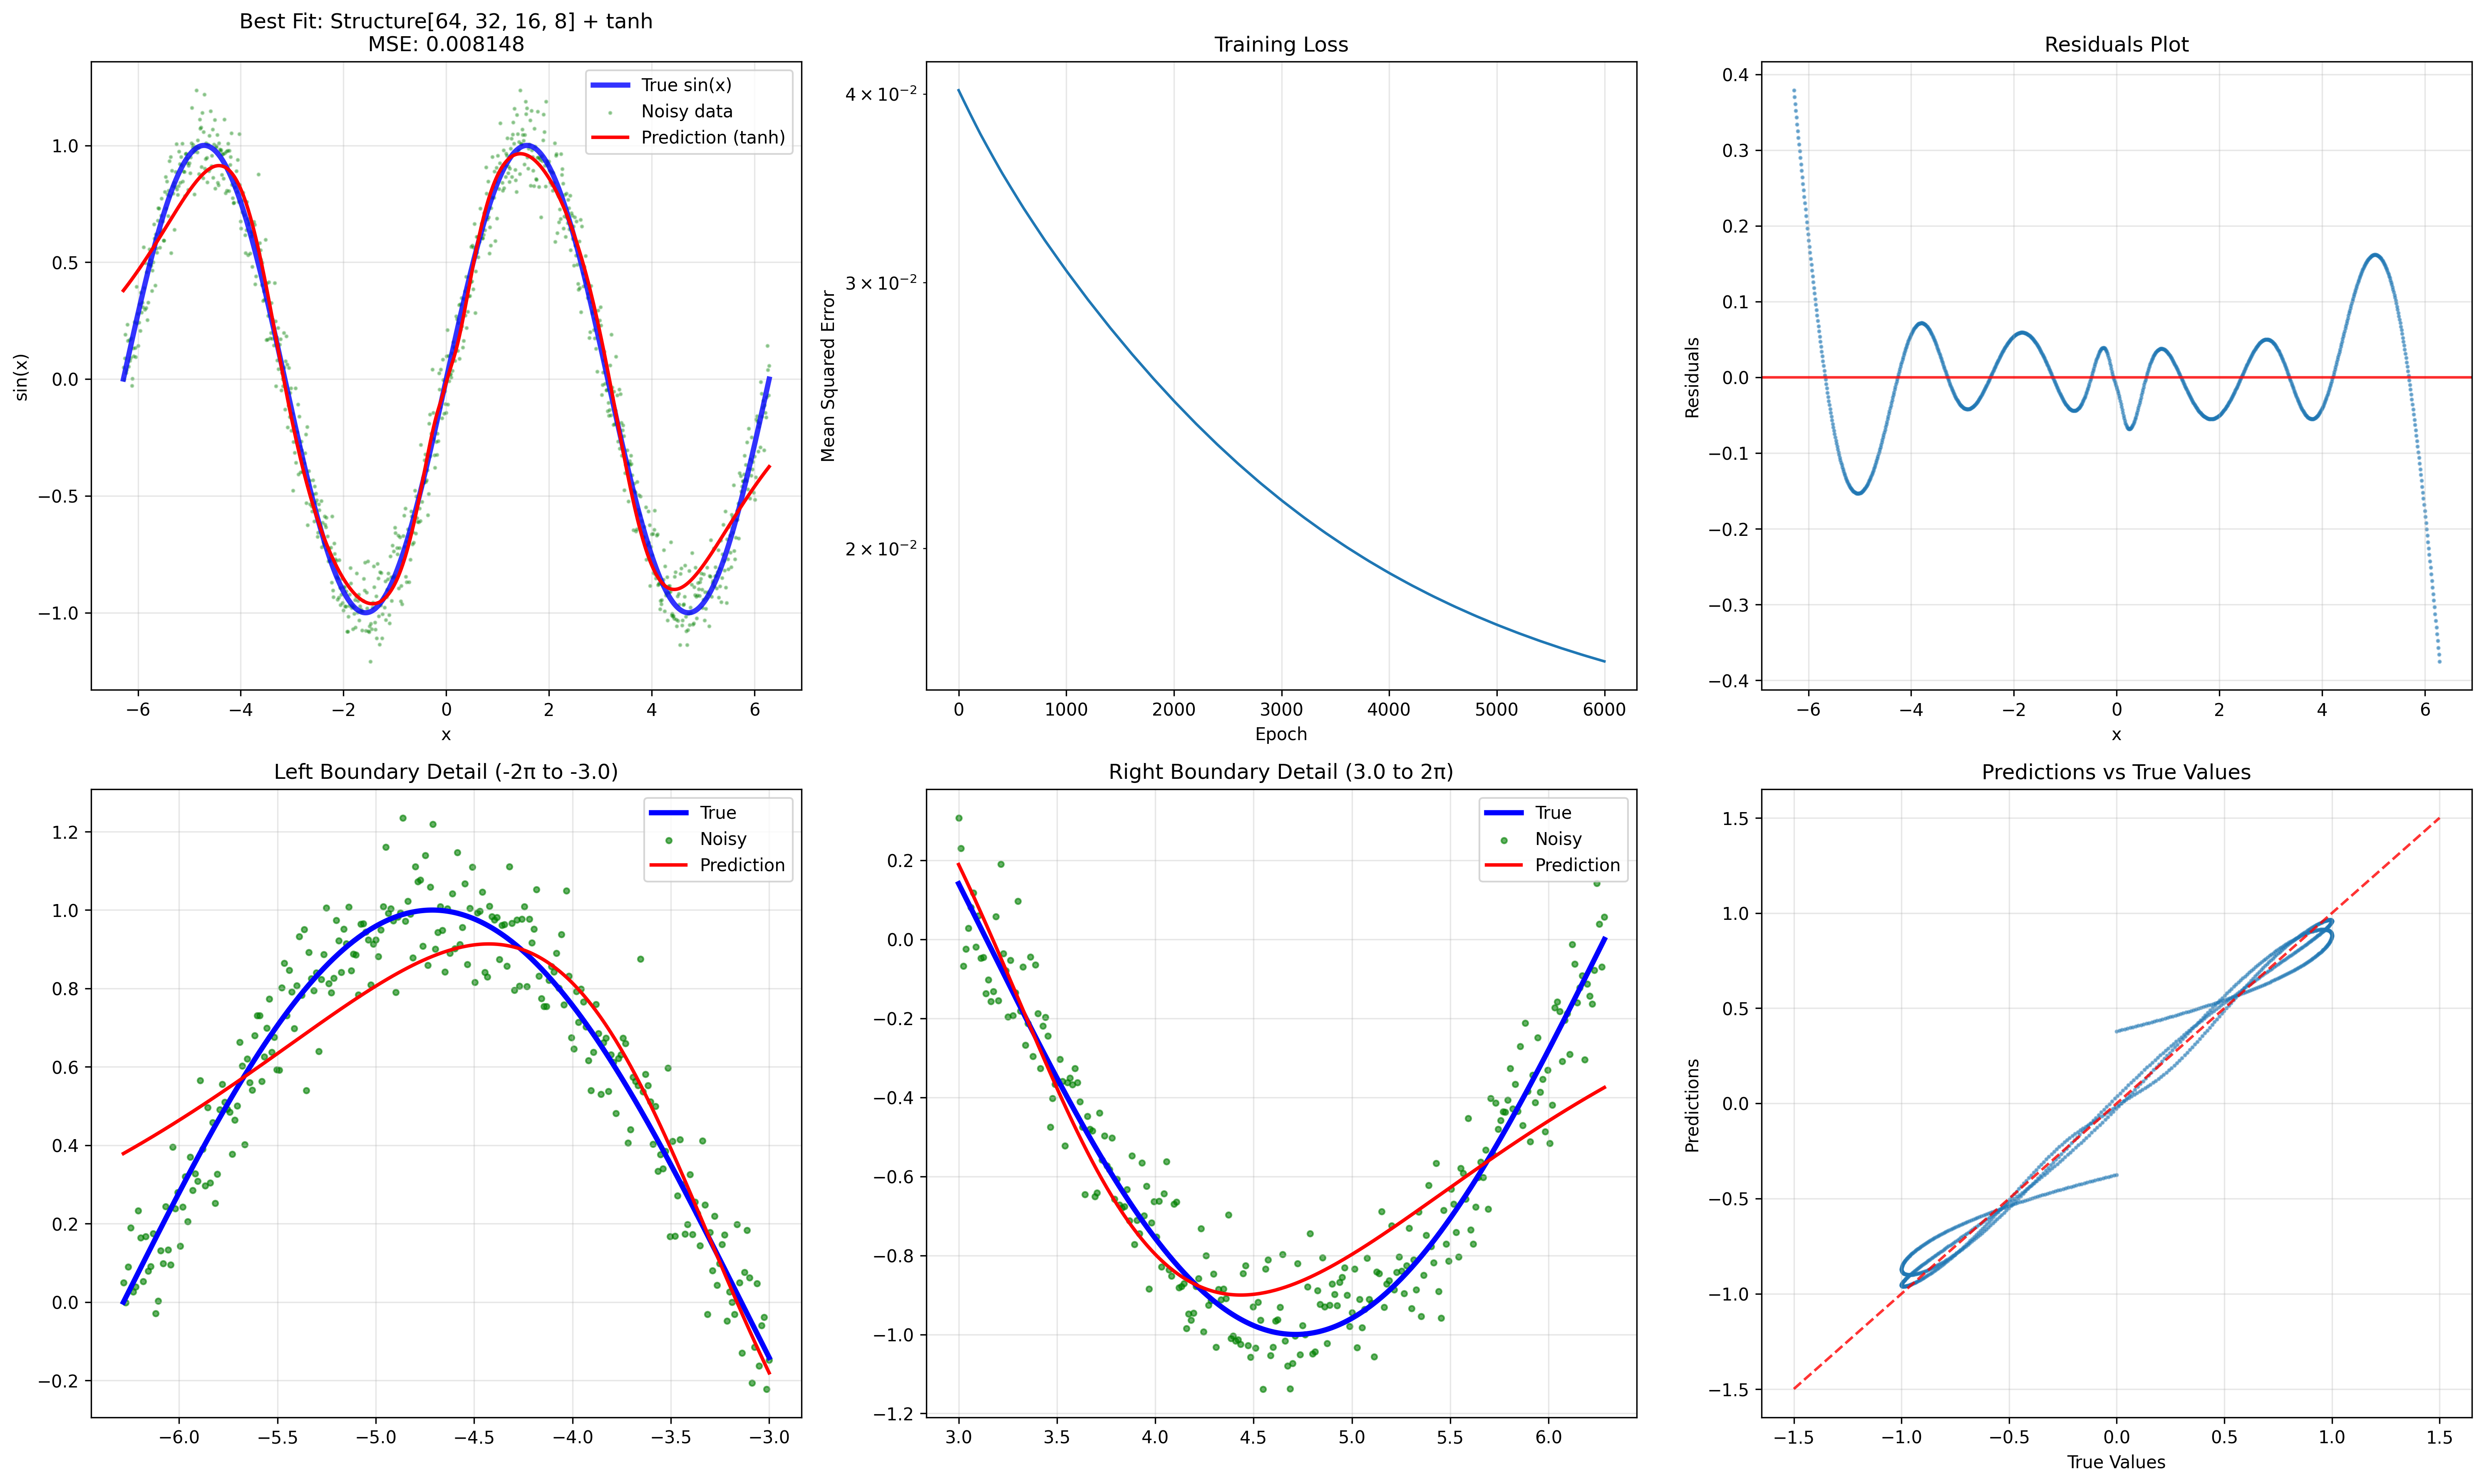 Best Fit: Structure[64, 32, 16, 8] + tanh
MSE: 0.008148
True sin(x)
Noisy data
Prediction (tanh)
1.0
0.5
0.0
−0.5
−1.0
sin(x)
−6 −4 −2 0 2 4 6
x
Training Loss
4 × 10⁻²
3 × 10⁻²
2 × 10⁻²
Mean Squared Error
0 1000 2000 3000 4000 5000 6000
Epoch
Residuals Plot
0.4
0.3
0.2
0.1
0.0
−0.1
−0.2
−0.3
−0.4
Residuals
−6 −4 −2 0 2 4 6
x
Left Boundary Detail (-2π to -3.0)
True
Noisy
Prediction
1.2
1.0
0.8
0.6
0.4
0.2
0.0
−0.2
−6.0 −5.5 −5.0 −4.5 −4.0 −3.5 −3.0
Right Boundary Detail (3.0 to 2π)
True
Noisy
Prediction
0.2
0.0
−0.2
−0.4
−0.6
−0.8
−1.0
−1.2
3.0 3.5 4.0 4.5 5.0 5.5 6.0
Predictions vs True Values
1.5
1.0
0.5
0.0
−0.5
−1.0
−1.5
Predictions
−1.5 −1.0 −0.5 0.0 0.5 1.0 1.5
True Values